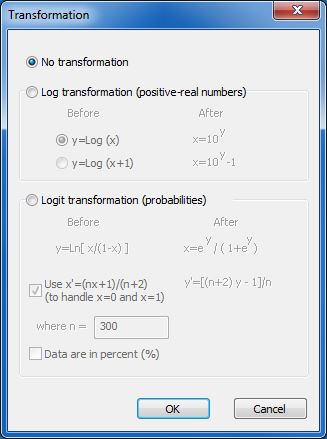 Transformation
No transformation
Log transformation (positive-real numbers)
Before After
y=Log (x) x=10^y
y=Log (x+1) x=10^y-1
Logit transformation (probabilities)
Before After
y=Ln[ x/(1-x) ] x=e^y / ( 1+e^y )
Use x'=(nx+1)/(n+2) y'=[(n+2) y - 1]/n
(to handle x=0 and x=1)
where n = 300
Data are in percent (%)
OK Cancel